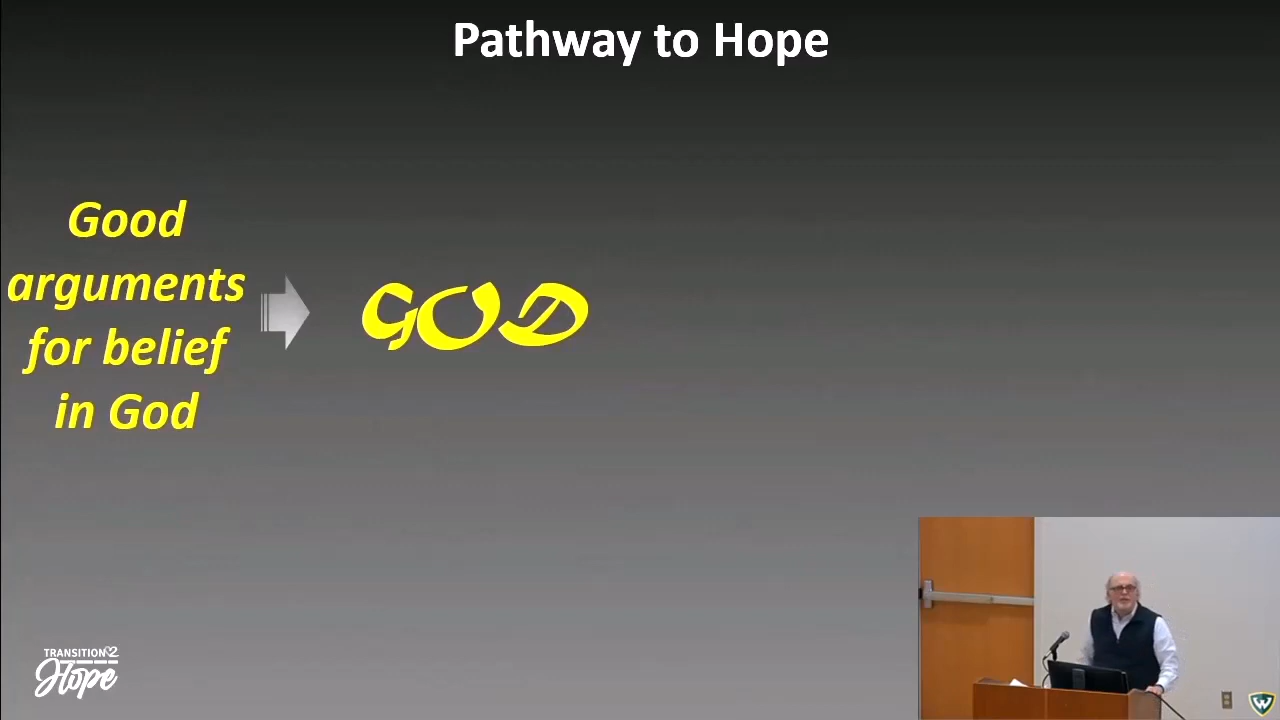 Pathway to Hope
Good
arguments
for belief
in God
GOD
TRANSITION 2
Hope
W